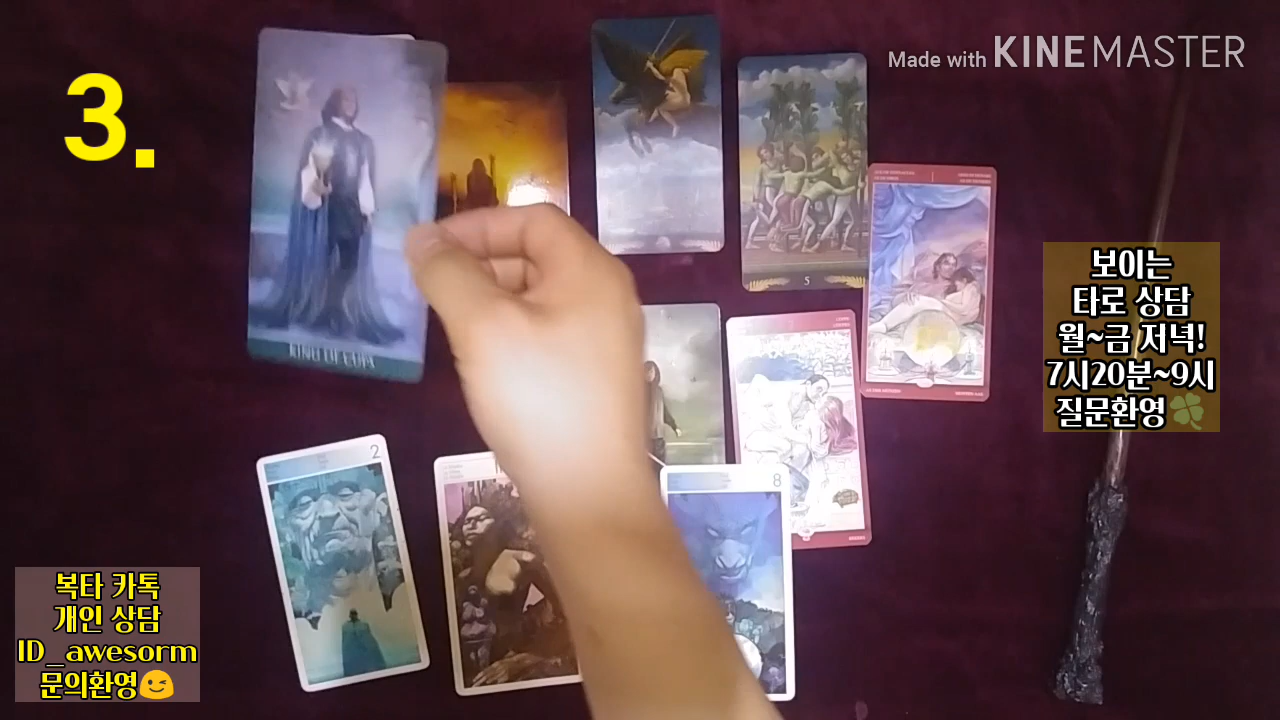 3.
Made with KINEMASTER
KING OF CUPS
5
보이는
타로 상담
월~금 저녁!
7시20분~9시
질문환영🍀
2
8
복타 카톡
개인 상담
ID_awesorm
문의환영😉